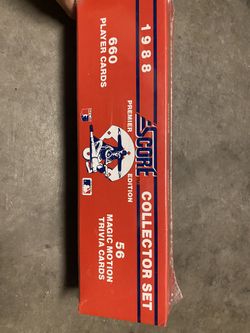 1988
SCORE
COLLECTOR SET
PREMIER EDITION
660
PLAYER CARDS
56
MAGIC MOTION
TRIVIA CARDS